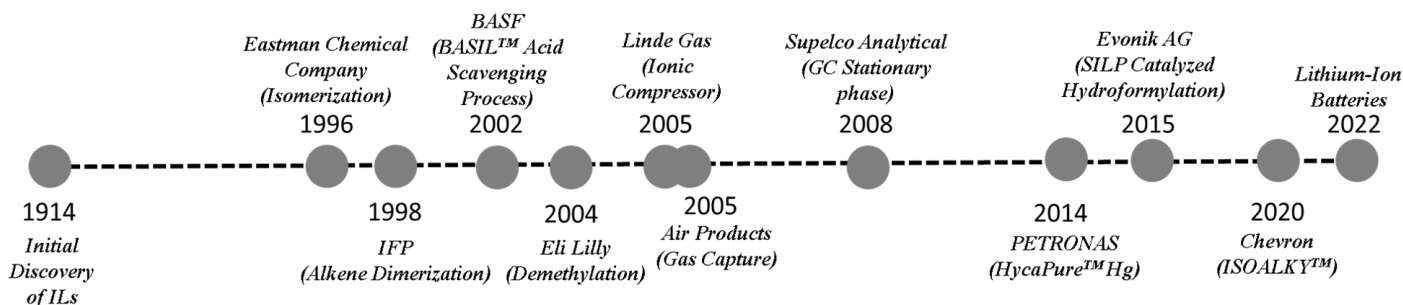 Eastman Chemical
Company
(Isomerization)
1996
BASF
(BASIL™ Acid
Scavenging
Process)
2002
Linde Gas
(Ionic
Compressor)
2005
Supelco Analytical
(GC Stationary
phase)
2008
Evonik AG
(SILP Catalyzed
Hydroformylation)
2015
Lithium-Ion
Batteries
2022
1914
Initial
Discovery
of ILs
1998
IFP
(Alkene Dimerization)
2004
Eli Lilly
(Demethylation)
2005
Air Products
(Gas Capture)
2014
PETRONAS
(HycaPure™ Hg)
2020
Chevron
(ISOALKY™)